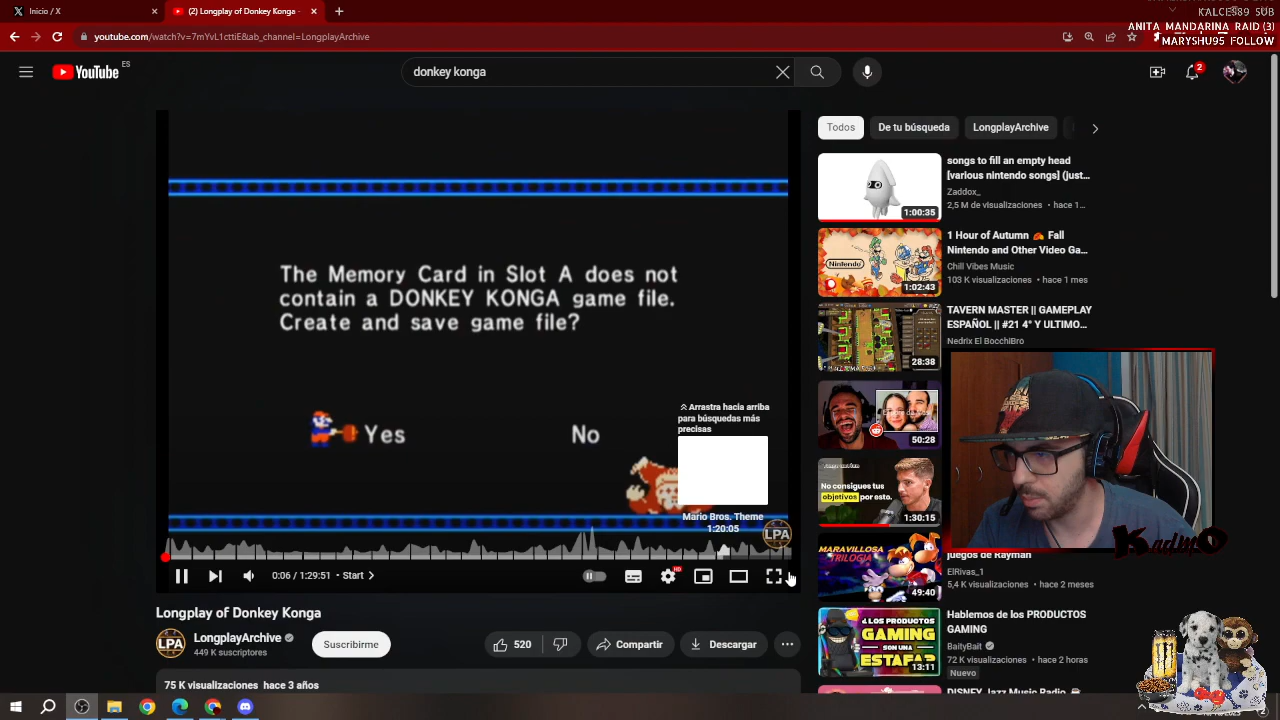 Inicio / X
(2) Longplay of Donkey Konga -
KALCES89 SUB
ANITA_MANDARINA RAID (3)
MARYSHU95 FOLLOW
youtube.com/watch?v=7mYvL1cttiE&ab_channel=LongplayArchive
YouTube ES
donkey konga
2
Todos
De tu búsqueda
LongplayArchive
The Memory Card in Slot A does not
contain a DONKEY KONGA game file.
Create and save game file?
Yes
No
Arrastra hacia arriba
para búsquedas más
precisas
Mario Bros. Theme
1:20:05
LPA
0:06 / 1:29:51 • Start
HD
Longplay of Donkey Konga
LPA
LongplayArchive
449 K suscriptores
Suscribirme
520
Compartir
Descargar
75 K visualizaciones hace 3 años
songs to fill an empty head
[various nintendo songs] (just...
Zaddox_
2,5 M de visualizaciones • hace 1...
1:00:35
1 Hour of Autumn 🍂 Fall
Nintendo and Other Video Ga...
Chill Vibes Music
103 K visualizaciones • hace 1 mes
Nintendo
1:02:43
TAVERN MASTER || GAMEPLAY
ESPAÑOL || #21 4° Y ULTIMO...
Nedrix El BocchiBro
28:38
50:28
No consigues tus
objetivos por esto.
1:30:15
MARAVILLOSA
TRILOGIA
49:40
juegos de Rayman
ElRivas_1
5,4 K visualizaciones • hace 2 meses
¿LOS PRODUCTOS
GAMING
SON UNA
ESTAFA?
13:11
Hablemos de los PRODUCTOS
GAMING
BaityBait
72 K visualizaciones • hace 2 horas
Nuevo
DISNEY Jazz Music Radio
KadmO